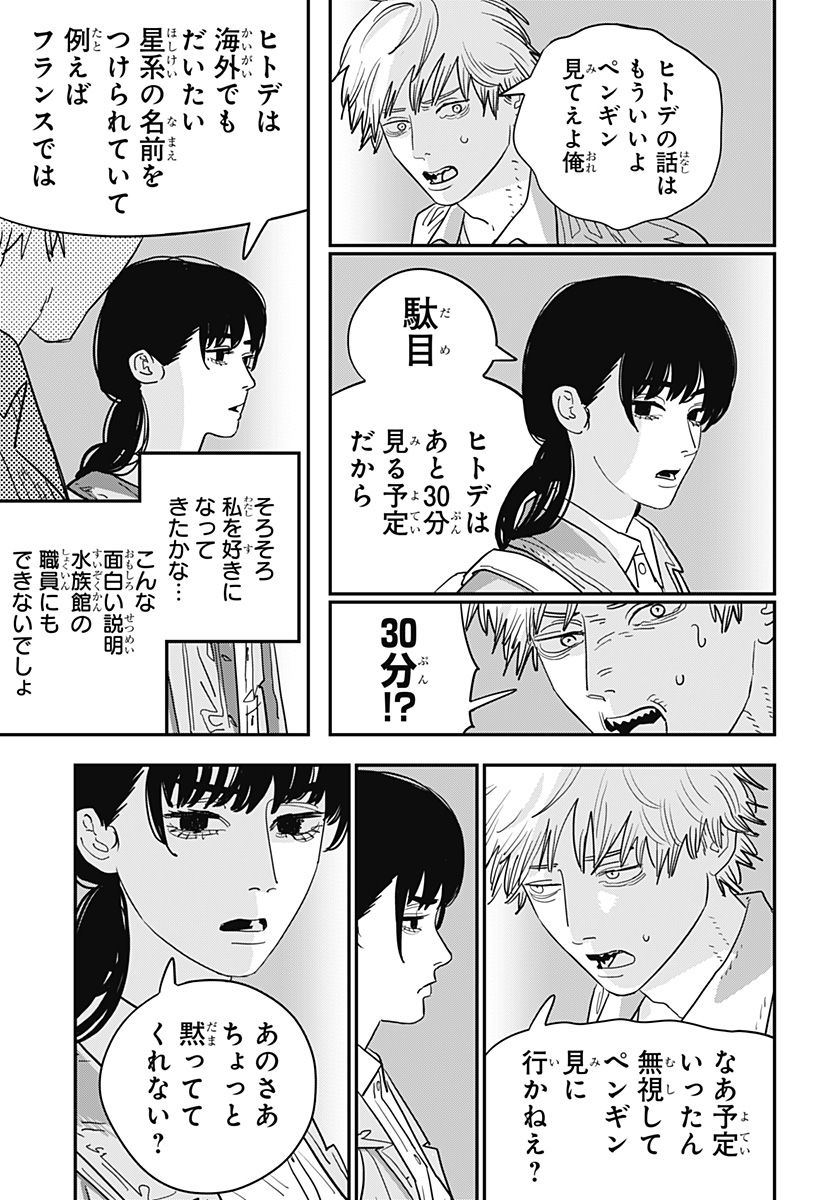 ヒトデの話は
もういいよ
ペンギン
見てえよ俺
駄目
ヒトデは
あと30分
見る予定
だから
30分!?
ヒトデは
海外でも
だいたい
星系の名前を
つけられていて
例えば
フランスでは
そろそろ
私を好きに
なって
きたかな…
こんな
面白い説明
水族館の
職員にも
できないでしょ
なあ予定
いったん
無視して
ペンギン
見に
行かねえ?
あのさあ
ちょっと
黙ってて
くれない?